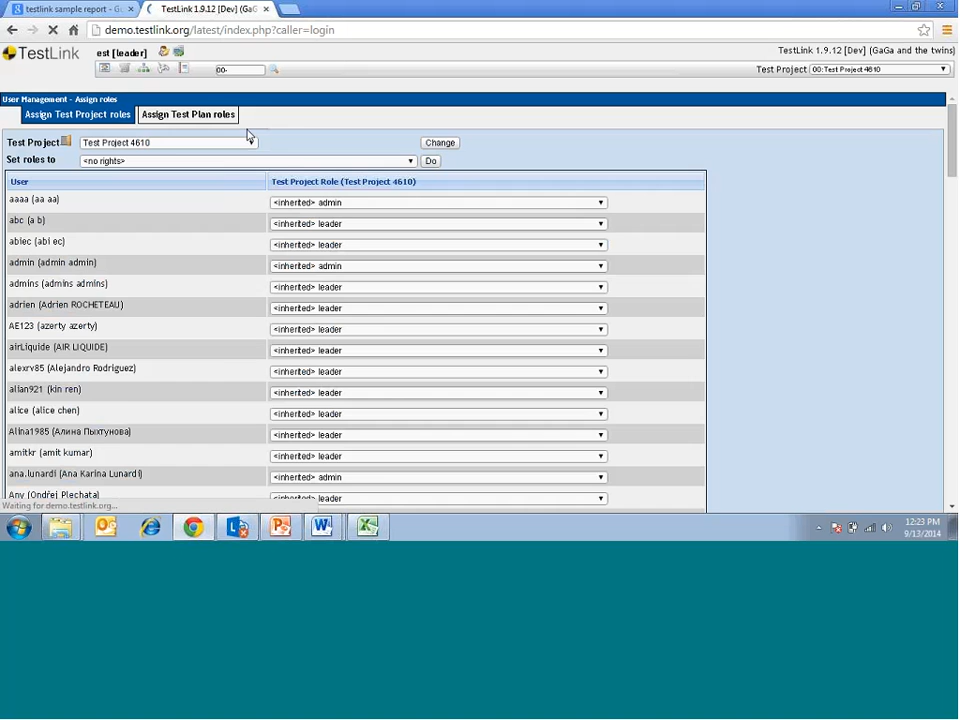 testlink sample report - Go
TestLink 1.9.12 [Dev] (GaG
demo.testlink.org/latest/index.php?caller=login
TestLink
est [leader]
TestLink 1.9.12 [Dev] (GaGa and the twins)
00-
Test Project 00:Test Project 4610
User Management - Assign roles
Assign Test Project roles Assign Test Plan roles
Test Project Test Project 4610 Change
Set roles to <no rights> Do
User Test Project Role (Test Project 4610)
aaaa (aa aa) <inherited> admin
abc (a b) <inherited> leader
abiec (abi ec) <inherited> leader
admin (admin admin) <inherited> admin
admins (admins admins) <inherited> leader
adrien (Adrien ROCHETEAU) <inherited> leader
AE123 (azerty azerty) <inherited> leader
airLiquide (AIR LIQUIDE) <inherited> leader
alexrv85 (Alejandro Rodriguez) <inherited> leader
alian921 (kin ren) <inherited> leader
alice (alice chen) <inherited> leader
Alina1985 (Алина Пыхтунова) <inherited> leader
amitkr (amit kumar) <inherited> leader
ana.lunardi (Ana Karina Lunardi) <inherited> admin
Any (Ondřej Plechata) <inherited> leader
Waiting for demo.testlink.org...
12:23 PM
9/13/2014